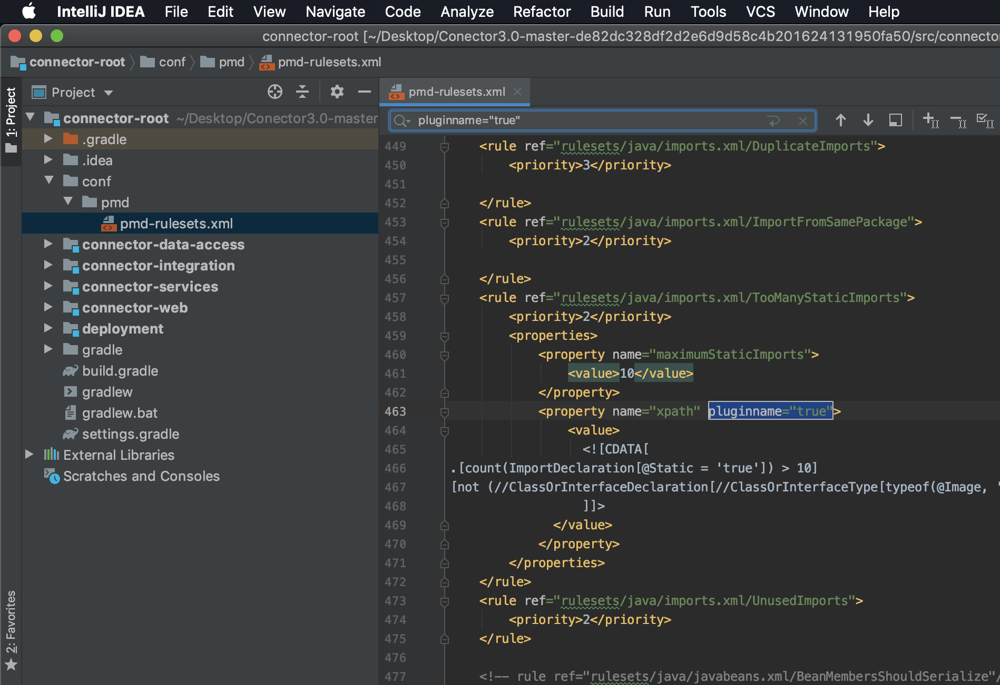 IntelliJ IDEA File Edit View Navigate Code Analyze Refactor Build Run Tools VCS Window Help
connector-root [~/Desktop/Conector3.0-master-de82dc328df2d2e6d9d58c4b201624131950fa50/src/connecto
connector-root conf pmd pmd-rulesets.xml
1: Project
Project
connector-root ~/Desktop/Conector3.0-master
.gradle
.idea
conf
pmd
pmd-rulesets.xml
connector-data-access
connector-integration
connector-services
connector-web
deployment
gradle
build.gradle
gradlew
gradlew.bat
settings.gradle
External Libraries
Scratches and Consoles
2: Favorites
pmd-rulesets.xml
pluginname="true"
449 <rule ref="rulesets/java/imports.xml/DuplicateImports">
450 <priority>3</priority>
451
452 </rule>
453 <rule ref="rulesets/java/imports.xml/ImportFromSamePackage">
454 <priority>2</priority>
455
456 </rule>
457 <rule ref="rulesets/java/imports.xml/TooManyStaticImports">
458 <priority>2</priority>
459 <properties>
460 <property name="maximumStaticImports">
461 <value>10</value>
462 </property>
463 <property name="xpath" pluginname="true">
464 <value>
465 <![CDATA[
466 .[count(ImportDeclaration[@Static = 'true']) > 10]
467 [not (//ClassOrInterfaceDeclaration[//ClassOrInterfaceType[typeof(@Image, '
468 ]]>
469 </value>
470 </property>
471 </properties>
472 </rule>
473 <rule ref="rulesets/java/imports.xml/UnusedImports">
474 <priority>2</priority>
475 </rule>
476
477 <!-- rule ref="rulesets/java/javabeans.xml/BeanMembersShouldSerialize"/